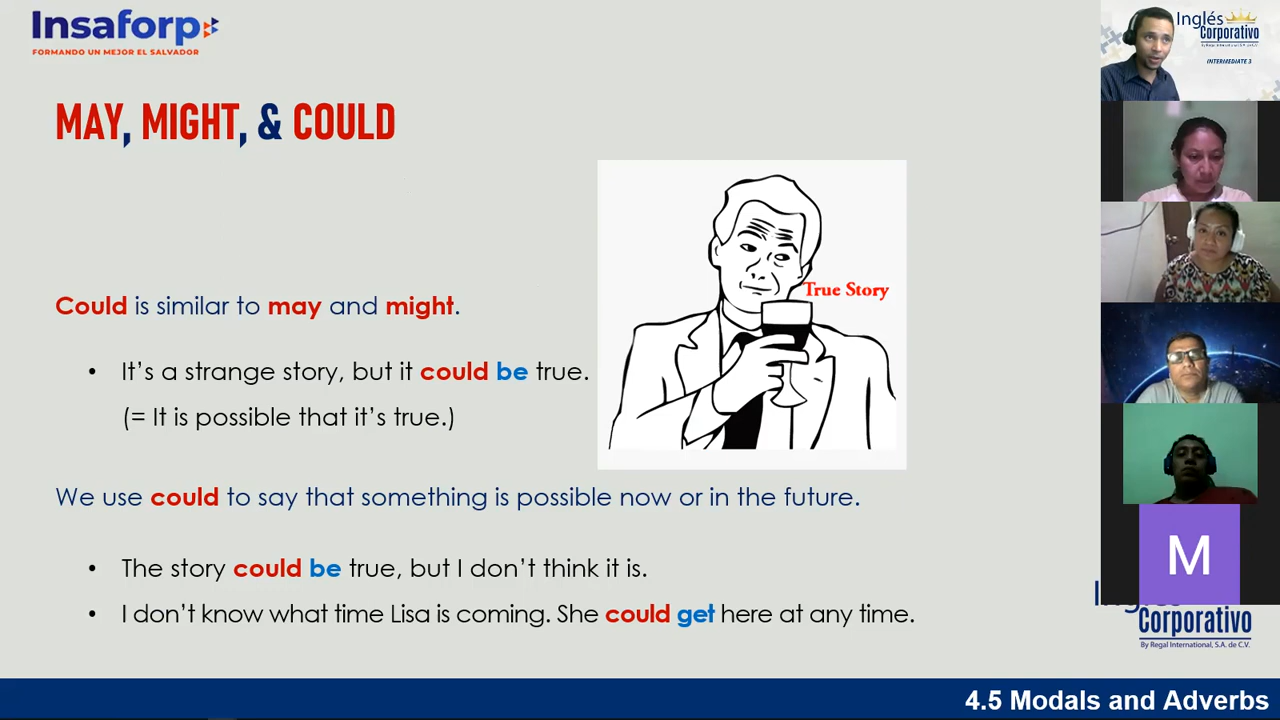 Insaforp
FORMANDO UN MEJOR EL SALVADOR
Inglés
Corporativo
By Regal International, S.A. de C.V.
INTERMEDIATE 3
MAY, MIGHT, & COULD
True Story
Could is similar to may and might.
• It’s a strange story, but it could be true.
(= It is possible that it’s true.)
We use could to say that something is possible now or in the future.
• The story could be true, but I don’t think it is.
• I don’t know what time Lisa is coming. She could get here at any time.
M
Corporativo
By Regal International, S.A. de C.V.
4.5 Modals and Adverbs